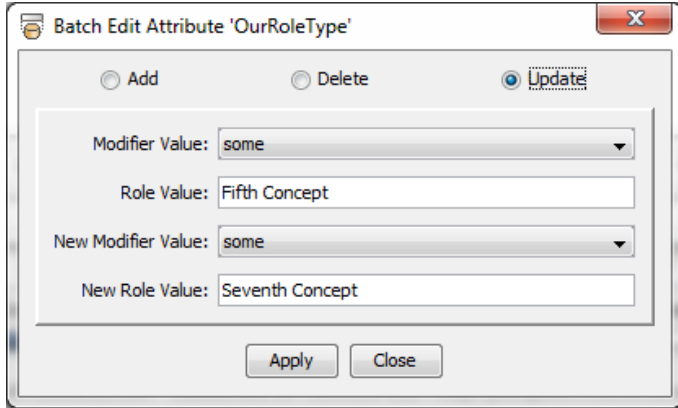 Batch Edit Attribute 'OurRoleType'
Add Delete Update
Modifier Value: some
Role Value: Fifth Concept
New Modifier Value: some
New Role Value: Seventh Concept
Apply Close